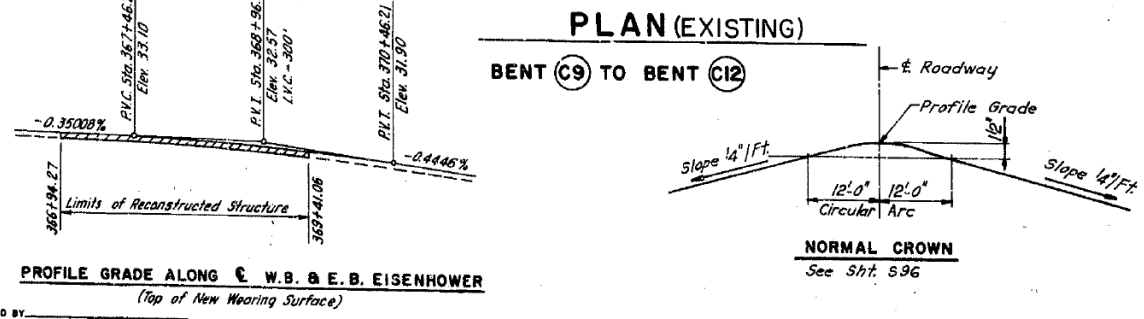 P.V.C. Sta. 367+46.
Elev. 33.10
P.V.I. Sta. 368+96.
Elev. 32.57
L.V.C. = 300'
P.V.T. Sta. 370+46.21
Elev. 31.90
-0.35008%
-0.4446%
366+94.27
Limits of Reconstructed Structure
369+41.06
PROFILE GRADE ALONG ℄ W.B. & E.B. EISENHOWER
(Top of New Wearing Surface)
D BY
PLAN (EXISTING)
BENT C9 TO BENT C12
℄ Roadway
Profile Grade
1½"
Slope ¼"/Ft.
Slope ¼"/Ft.
12'-0" 12'-0"
Circular Arc
NORMAL CROWN
See Sht. S96